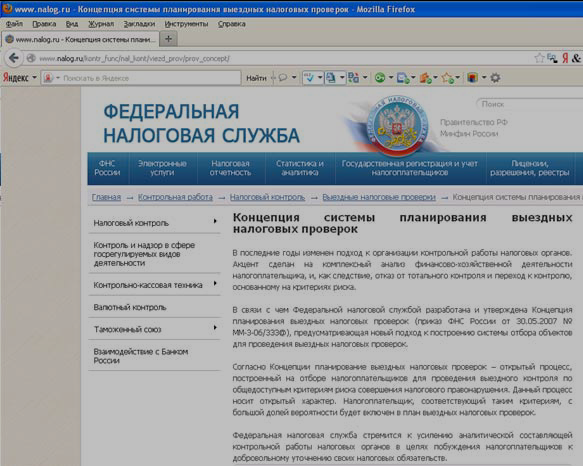 www.nalog.ru - Концепция системы планирования выездных налоговых проверок - Mozilla Firefox
Файл Правка Вид Журнал Закладки Инструменты Справка
www.nalog.ru - Концепция системы плани...
www.nalog.ru/kontr_func/nal_kont/viezd_prov/prov_concept/
Яндекс Поиск в Яндексе Найти
ФЕДЕРАЛЬНАЯ
НАЛОГОВАЯ СЛУЖБА
Поиск
Правительство РФ
Минфин России
ФНС России
Электронные услуги
Налоговая отчетность
Статистика и аналитика
Государственная регистрация и учет налогоплательщиков
Лицензии, разрешения, реестры
Главная → Контрольная работа → Налоговый контроль → Выездные налоговые проверки → Концепция системы планирования
Налоговый контроль
Контроль и надзор в сфере
госрегулируемых видов
деятельности
Контрольно-кассовая техника
Валютный контроль
Таможенный союз
Взаимодействие с Банком
России
Концепция системы планирования выездных
налоговых проверок
В последние годы изменен подход к организации контрольной работы налоговых органов.
Акцент сделан на комплексный анализ финансово-хозяйственной деятельности
налогоплательщика, и, как следствие, отказ от тотального контроля и переход к контролю,
основанному на критериях риска.
В связи с чем Федеральной налоговой службой разработана и утверждена Концепция
планирования выездных налоговых проверок (приказ ФНС России от 30.05.2007 №
ММ-3-06/333@), предусматривающая новый подход к построению системы отбора объектов
для проведения выездных налоговых проверок.
Согласно Концепции планирование выездных налоговых проверок – открытый процесс,
построенный на отборе налогоплательщиков для проведения выездного контроля по
общедоступным критериям риска совершения налогового правонарушения. Данный процесс
носит открытый характер. Налогоплательщик, соответствующий таким критериям, с
большой долей вероятности будет включен в план выездных налоговых проверок.
Федеральная налоговая служба стремится к усилению аналитической составляющей
контрольной работы налоговых органов в целях побуждения налогоплательщиков к
добровольному уточнению своих налоговых обязательств.